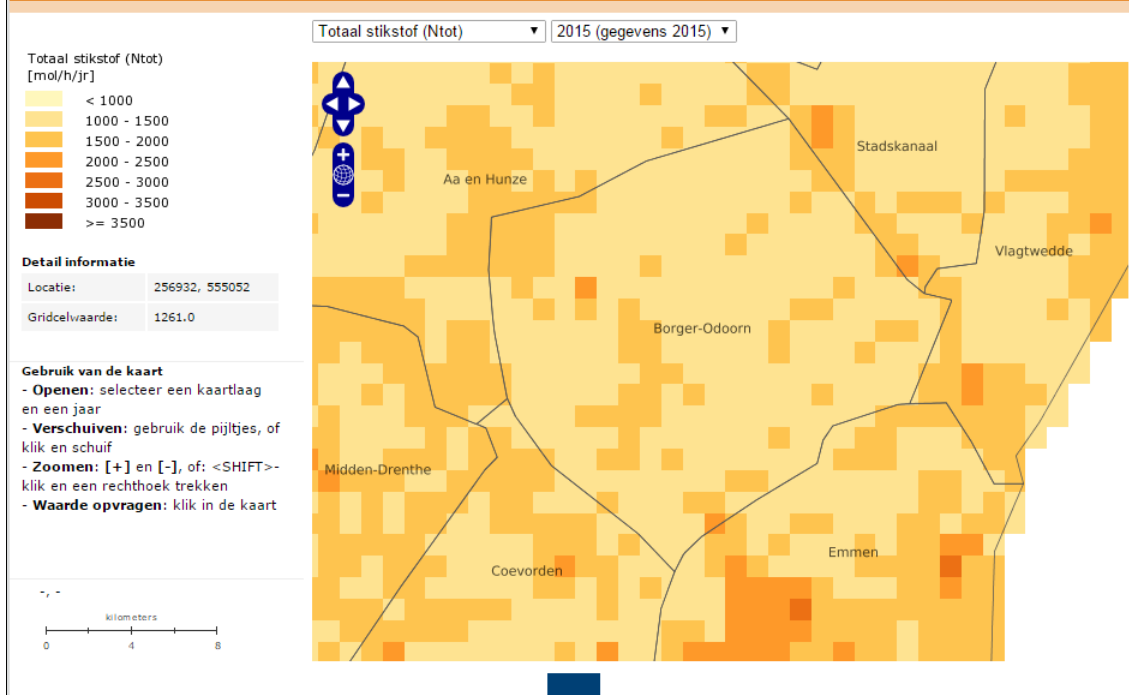 Totaal stikstof (Ntot) 2015 (gegevens 2015)
Totaal stikstof (Ntot)
[mol/h/jr]
< 1000
1000 - 1500
1500 - 2000
2000 - 2500
2500 - 3000
3000 - 3500
>= 3500
Detail informatie
Locatie: 256932, 555052
Gridcelwaarde: 1261.0
Gebruik van de kaart
- Openen: selecteer een kaartlaag
en een jaar
- Verschuiven: gebruik de pijltjes, of
klik en schuif
- Zoomen: [+] en [-], of: <SHIFT>-
klik en een rechthoek trekken
- Waarde opvragen: klik in de kaart
-, -
kilometers
0 4 8
Stadskanaal
Aa en Hunze
Vlagtwedde
Borger-Odoorn
Midden-Drenthe
Emmen
Coevorden